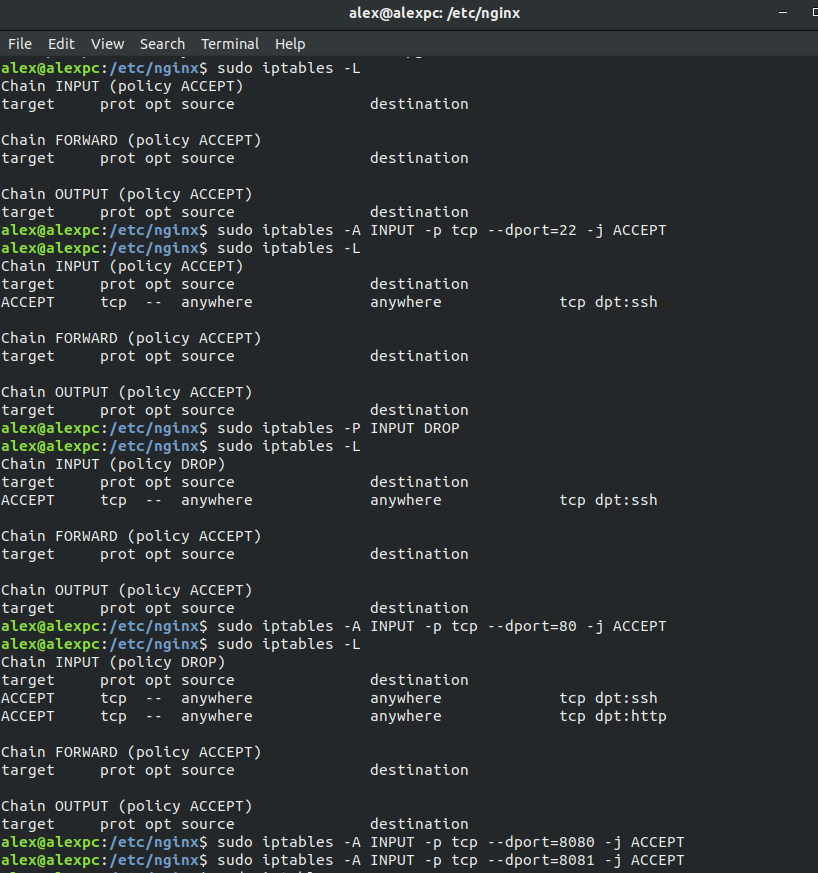 alex@alexpc: /etc/nginx
File Edit View Search Terminal Help
alex@alexpc:/etc/nginx$ sudo iptables -L
Chain INPUT (policy ACCEPT)
target     prot opt source               destination
Chain FORWARD (policy ACCEPT)
target     prot opt source               destination
Chain OUTPUT (policy ACCEPT)
target     prot opt source               destination
alex@alexpc:/etc/nginx$ sudo iptables -A INPUT -p tcp --dport=22 -j ACCEPT
alex@alexpc:/etc/nginx$ sudo iptables -L
Chain INPUT (policy ACCEPT)
target     prot opt source               destination
ACCEPT     tcp  --  anywhere             anywhere             tcp dpt:ssh
Chain FORWARD (policy ACCEPT)
target     prot opt source               destination
Chain OUTPUT (policy ACCEPT)
target     prot opt source               destination
alex@alexpc:/etc/nginx$ sudo iptables -P INPUT DROP
alex@alexpc:/etc/nginx$ sudo iptables -L
Chain INPUT (policy DROP)
target     prot opt source               destination
ACCEPT     tcp  --  anywhere             anywhere             tcp dpt:ssh
Chain FORWARD (policy ACCEPT)
target     prot opt source               destination
Chain OUTPUT (policy ACCEPT)
target     prot opt source               destination
alex@alexpc:/etc/nginx$ sudo iptables -A INPUT -p tcp --dport=80 -j ACCEPT
alex@alexpc:/etc/nginx$ sudo iptables -L
Chain INPUT (policy DROP)
target     prot opt source               destination
ACCEPT     tcp  --  anywhere             anywhere             tcp dpt:ssh
ACCEPT     tcp  --  anywhere             anywhere             tcp dpt:http
Chain FORWARD (policy ACCEPT)
target     prot opt source               destination
Chain OUTPUT (policy ACCEPT)
target     prot opt source               destination
alex@alexpc:/etc/nginx$ sudo iptables -A INPUT -p tcp --dport=8080 -j ACCEPT
alex@alexpc:/etc/nginx$ sudo iptables -A INPUT -p tcp --dport=8081 -j ACCEPT